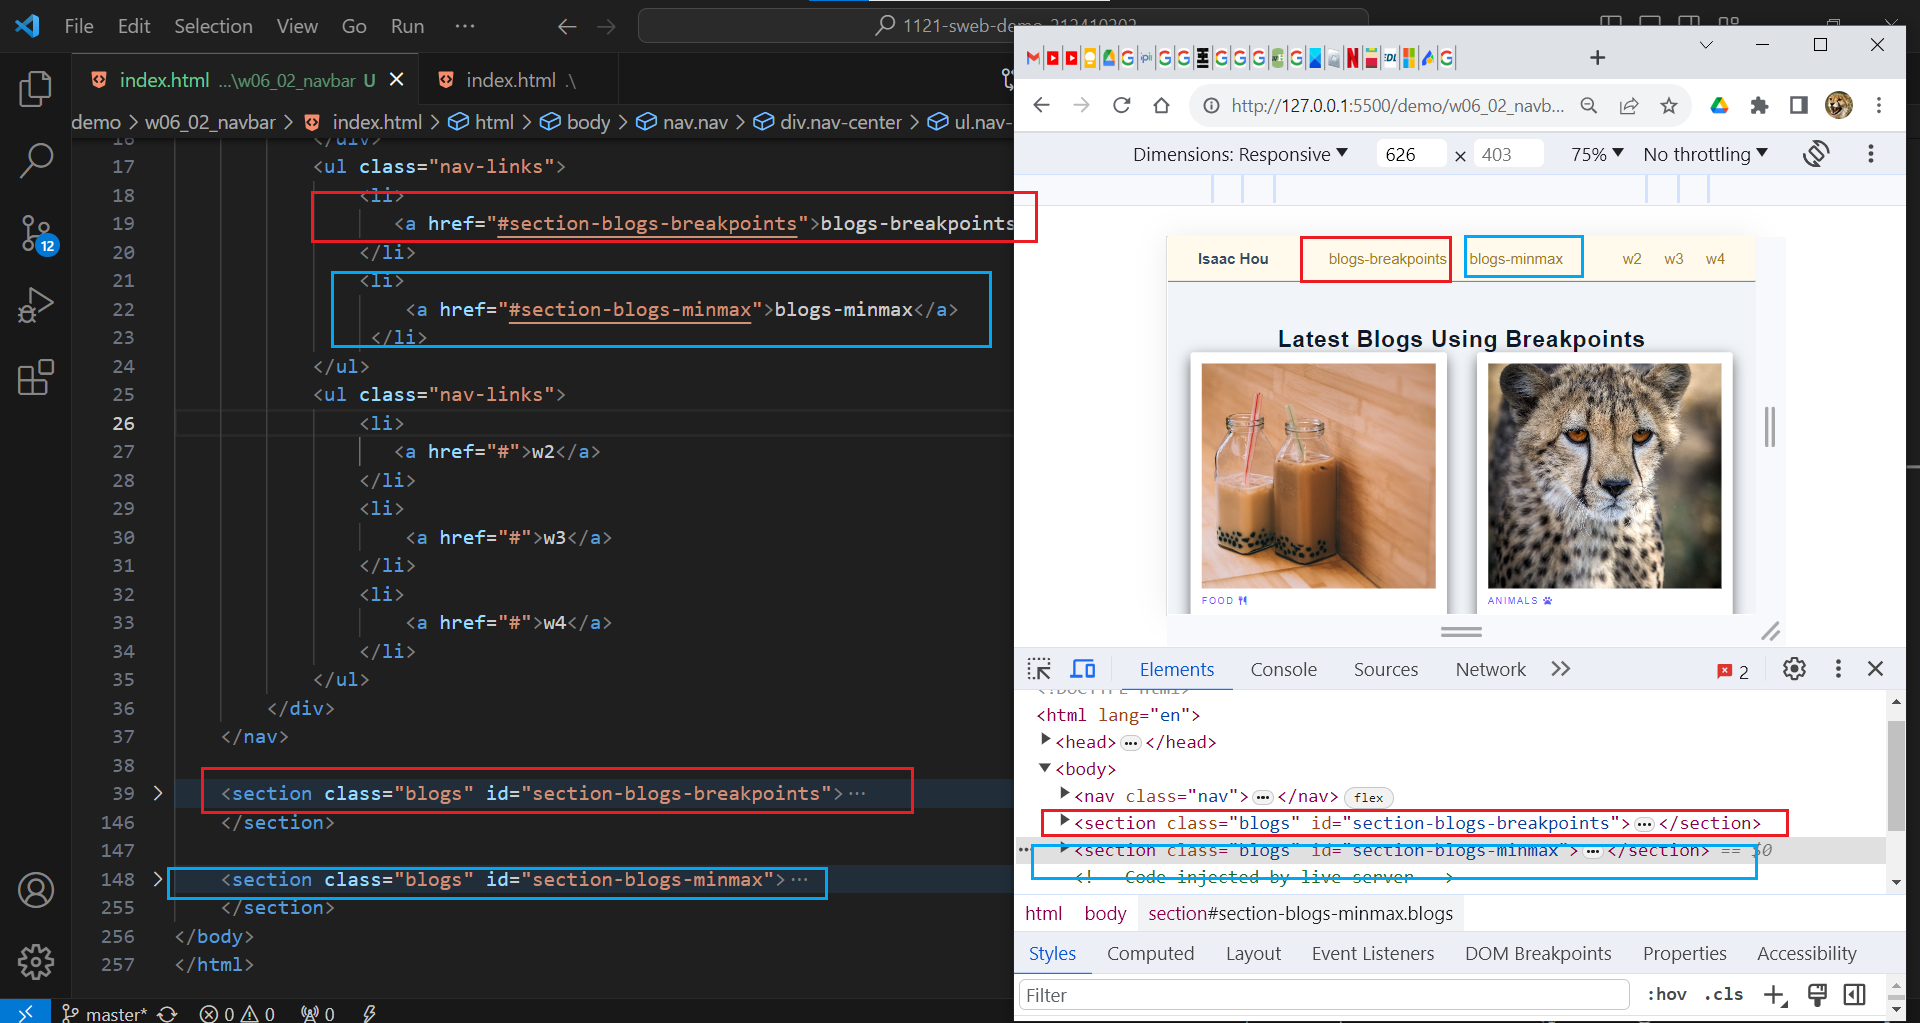 File Edit Selection View Go Run ···
1121-sweb-demo-212410202
index.html ...\w06_02_navbar U
index.html .\
demo > w06_02_navbar > index.html > html > body > nav.nav > div.nav-center > ul.nav-
16 </div>
17 <ul class="nav-links">
18 <li>
19 <a href="#section-blogs-breakpoints">blogs-breakpoints
20 </li>
21 <li>
22 <a href="#section-blogs-minmax">blogs-minmax</a>
23 </li>
24 </ul>
25 <ul class="nav-links">
26 <li>
27 <a href="#">w2</a>
28 </li>
29 <li>
30 <a href="#">w3</a>
31 </li>
32 <li>
33 <a href="#">w4</a>
34 </li>
35 </ul>
36 </div>
37 </nav>
38
39 <section class="blogs" id="section-blogs-breakpoints">···
146 </section>
147
148 <section class="blogs" id="section-blogs-minmax">···
255 </section>
256 </body>
257 </html>
12
master* 0 0 0
http://127.0.0.1:5500/demo/w06_02_navb...
Dimensions: Responsive 626 × 403 75% No throttling
Isaac Hou blogs-breakpoints blogs-minmax w2 w3 w4
Latest Blogs Using Breakpoints
FOOD
ANIMALS
Elements Console Sources Network 2
<!DOCTYPE html>
<html lang="en">
<head>···</head>
<body>
<nav class="nav">···</nav> flex
<section class="blogs" id="section-blogs-breakpoints">···</section>
<section class="blogs" id="section-blogs-minmax">···</section> == $0
<!-- Code injected by live-server -->
html body section#section-blogs-minmax.blogs
Styles Computed Layout Event Listeners DOM Breakpoints Properties Accessibility
Filter :hov .cls